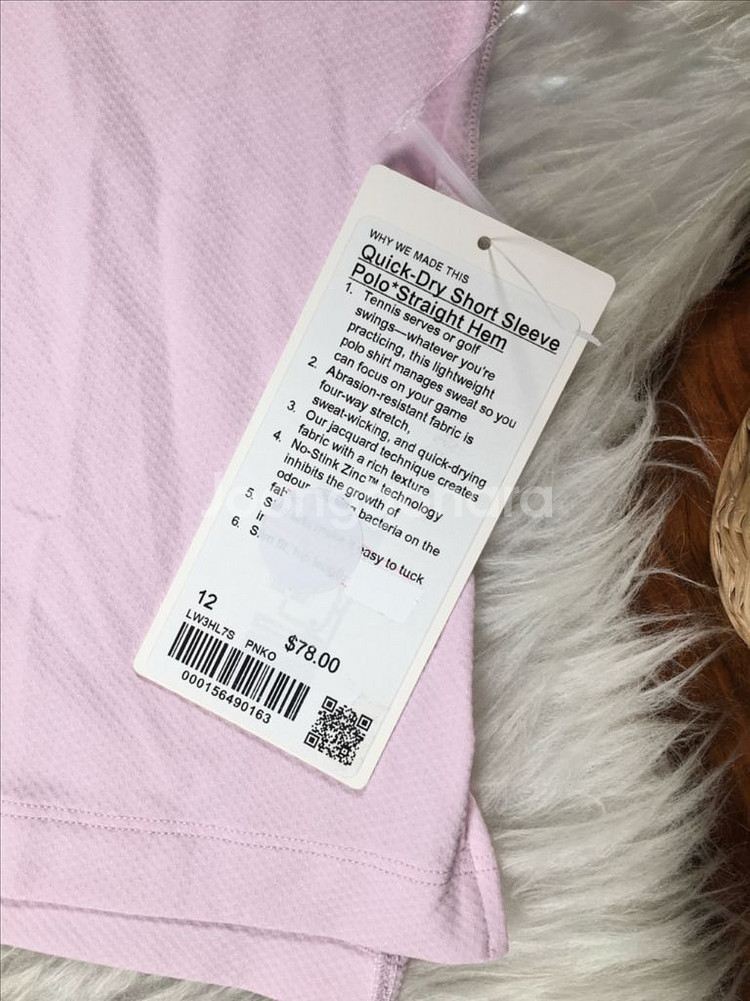 WHY WE MADE THIS
Quick-Dry Short Sleeve
Polo*Straight Hem
1. Tennis serves or golf
swings—whatever you're
practicing, this lightweight
polo shirt manages sweat so you
can focus on your game
2. Abrasion-resistant fabric is
four-way stretch,
sweat-wicking, and quick-drying
3. Our jacquard technique creates
fabric with a rich texture
4. No-Stink Zinc™ technology
inhibits the growth of
bacteria on the
5.
easy to tuck
6.
12
LW3HL7S PNKO
$78.00
000156490163